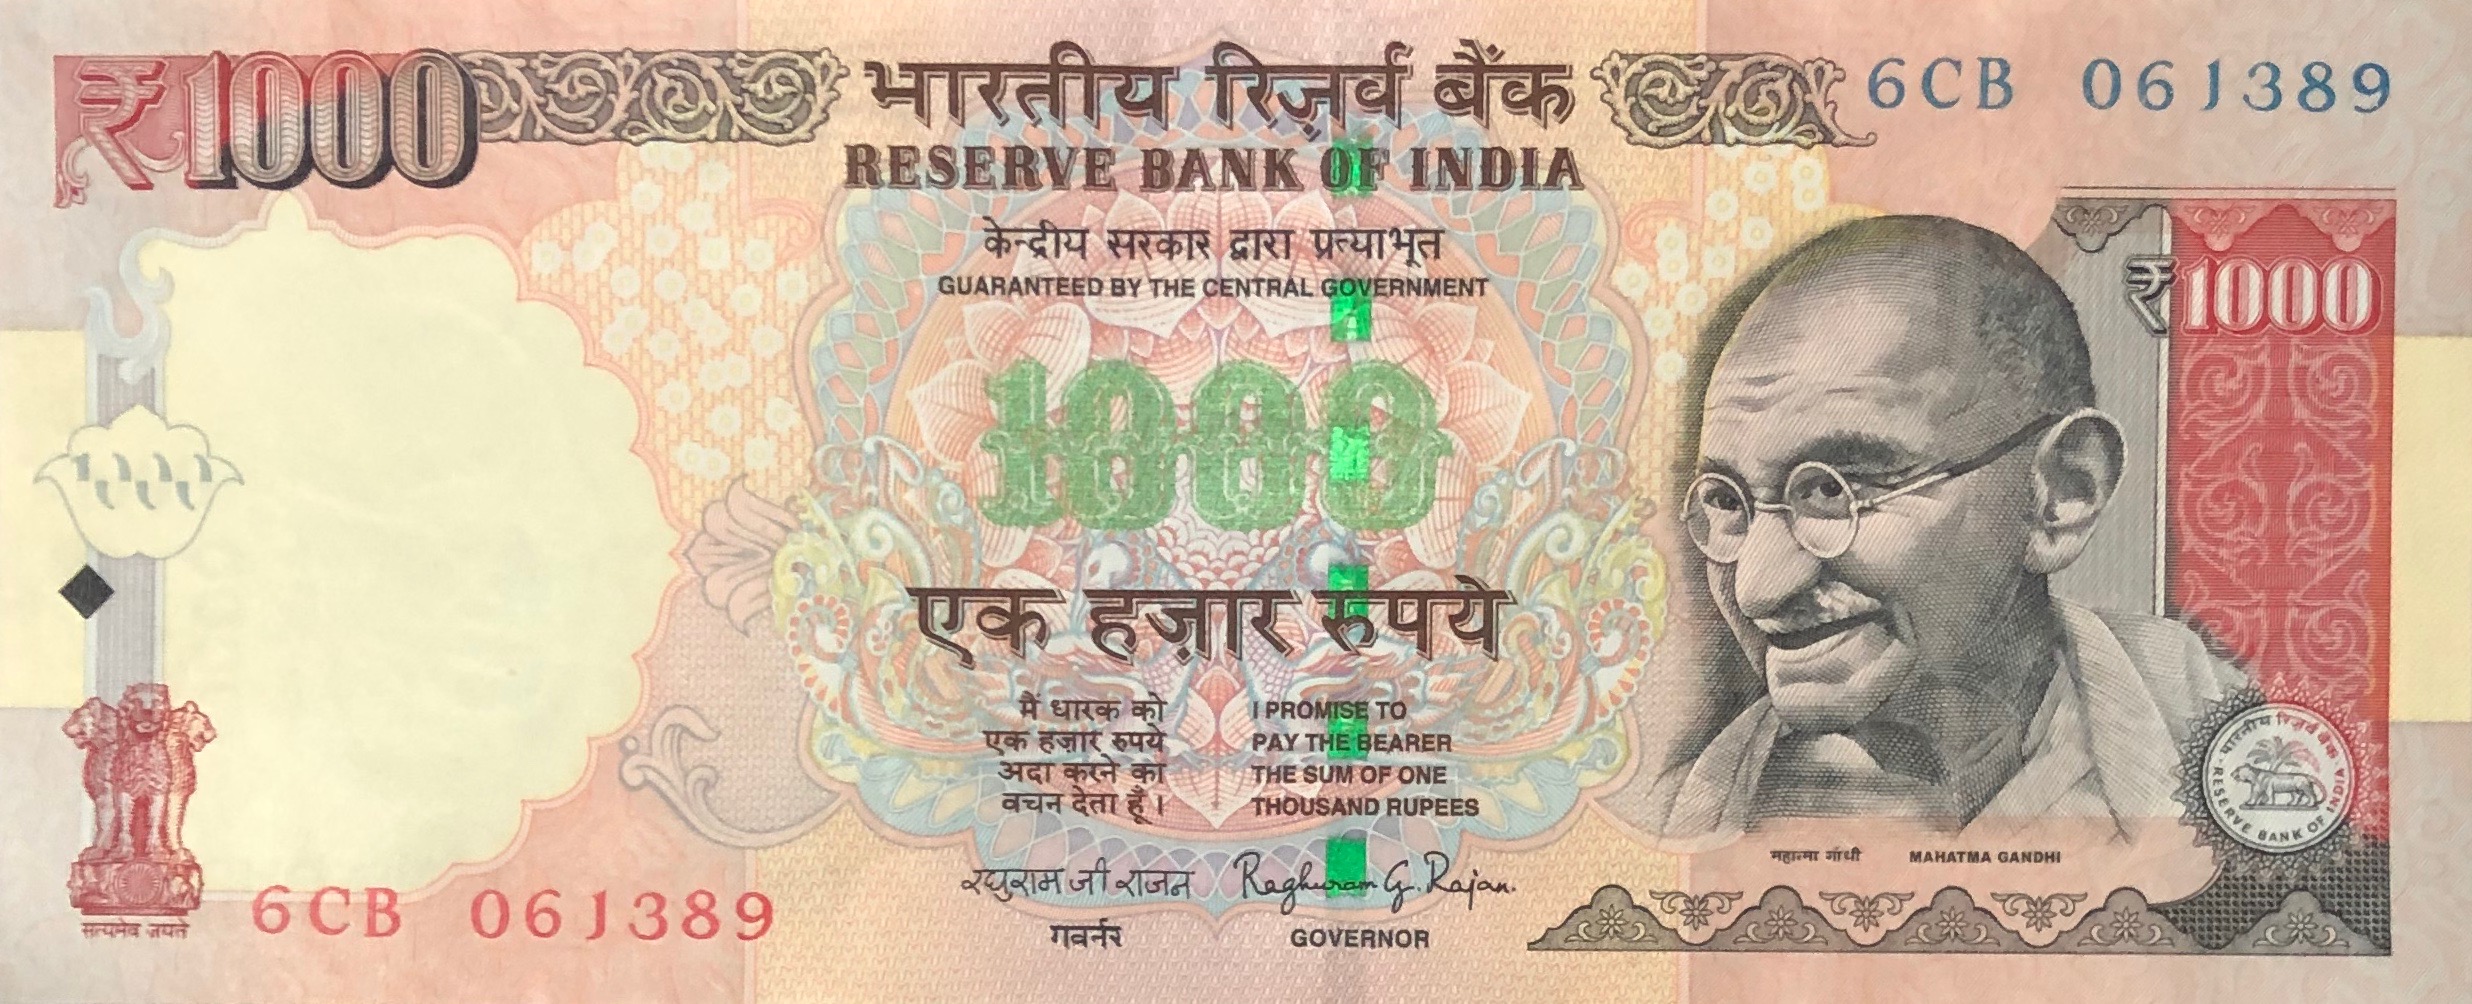 ₹1000
भारतीय रिज़र्व बैंक
6CB 061389
RESERVE BANK OF INDIA
केन्द्रीय सरकार द्वारा प्रत्याभूत
GUARANTEED BY THE CENTRAL GOVERNMENT
₹1000
1000
एक हज़ार रुपये
मैं धारक को
एक हज़ार रुपये
अदा करने का
वचन देता हूँ।
I PROMISE TO
PAY THE BEARER
THE SUM OF ONE
THOUSAND RUPEES
भारतीय रिज़र्व बैंक
RESERVE BANK OF INDIA
महात्मा गाँधी MAHATMA GANDHI
रघुराम जी राजन Raghuram G. Rajan.
गवर्नर GOVERNOR
सत्यमेव जयते
6CB 061389